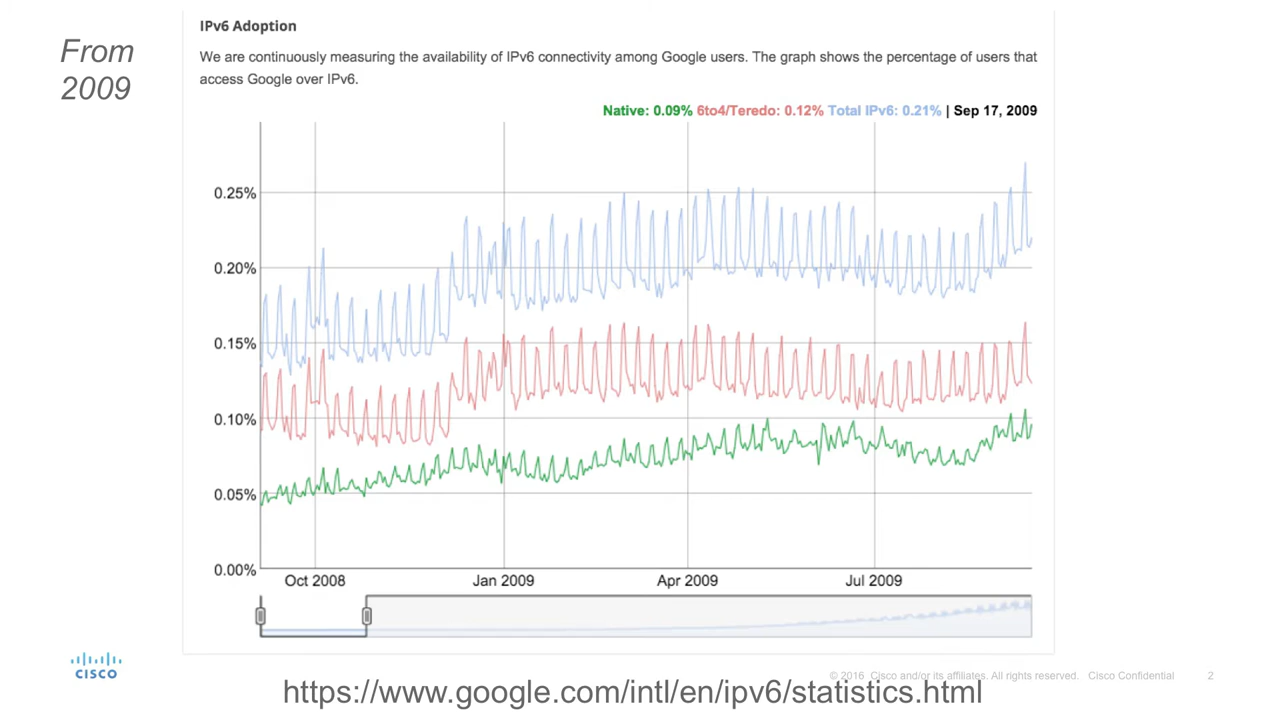 From
2009
IPv6 Adoption
We are continuously measuring the availability of IPv6 connectivity among Google users. The graph shows the percentage of users that
access Google over IPv6.
Native: 0.09% 6to4/Teredo: 0.12% Total IPv6: 0.21% | Sep 17, 2009
0.25%
0.20%
0.15%
0.10%
0.05%
0.00%
Oct 2008 Jan 2009 Apr 2009 Jul 2009
CISCO
© 2016 Cisco and/or its affiliates. All rights reserved. Cisco Confidential 2
https://www.google.com/intl/en/ipv6/statistics.html